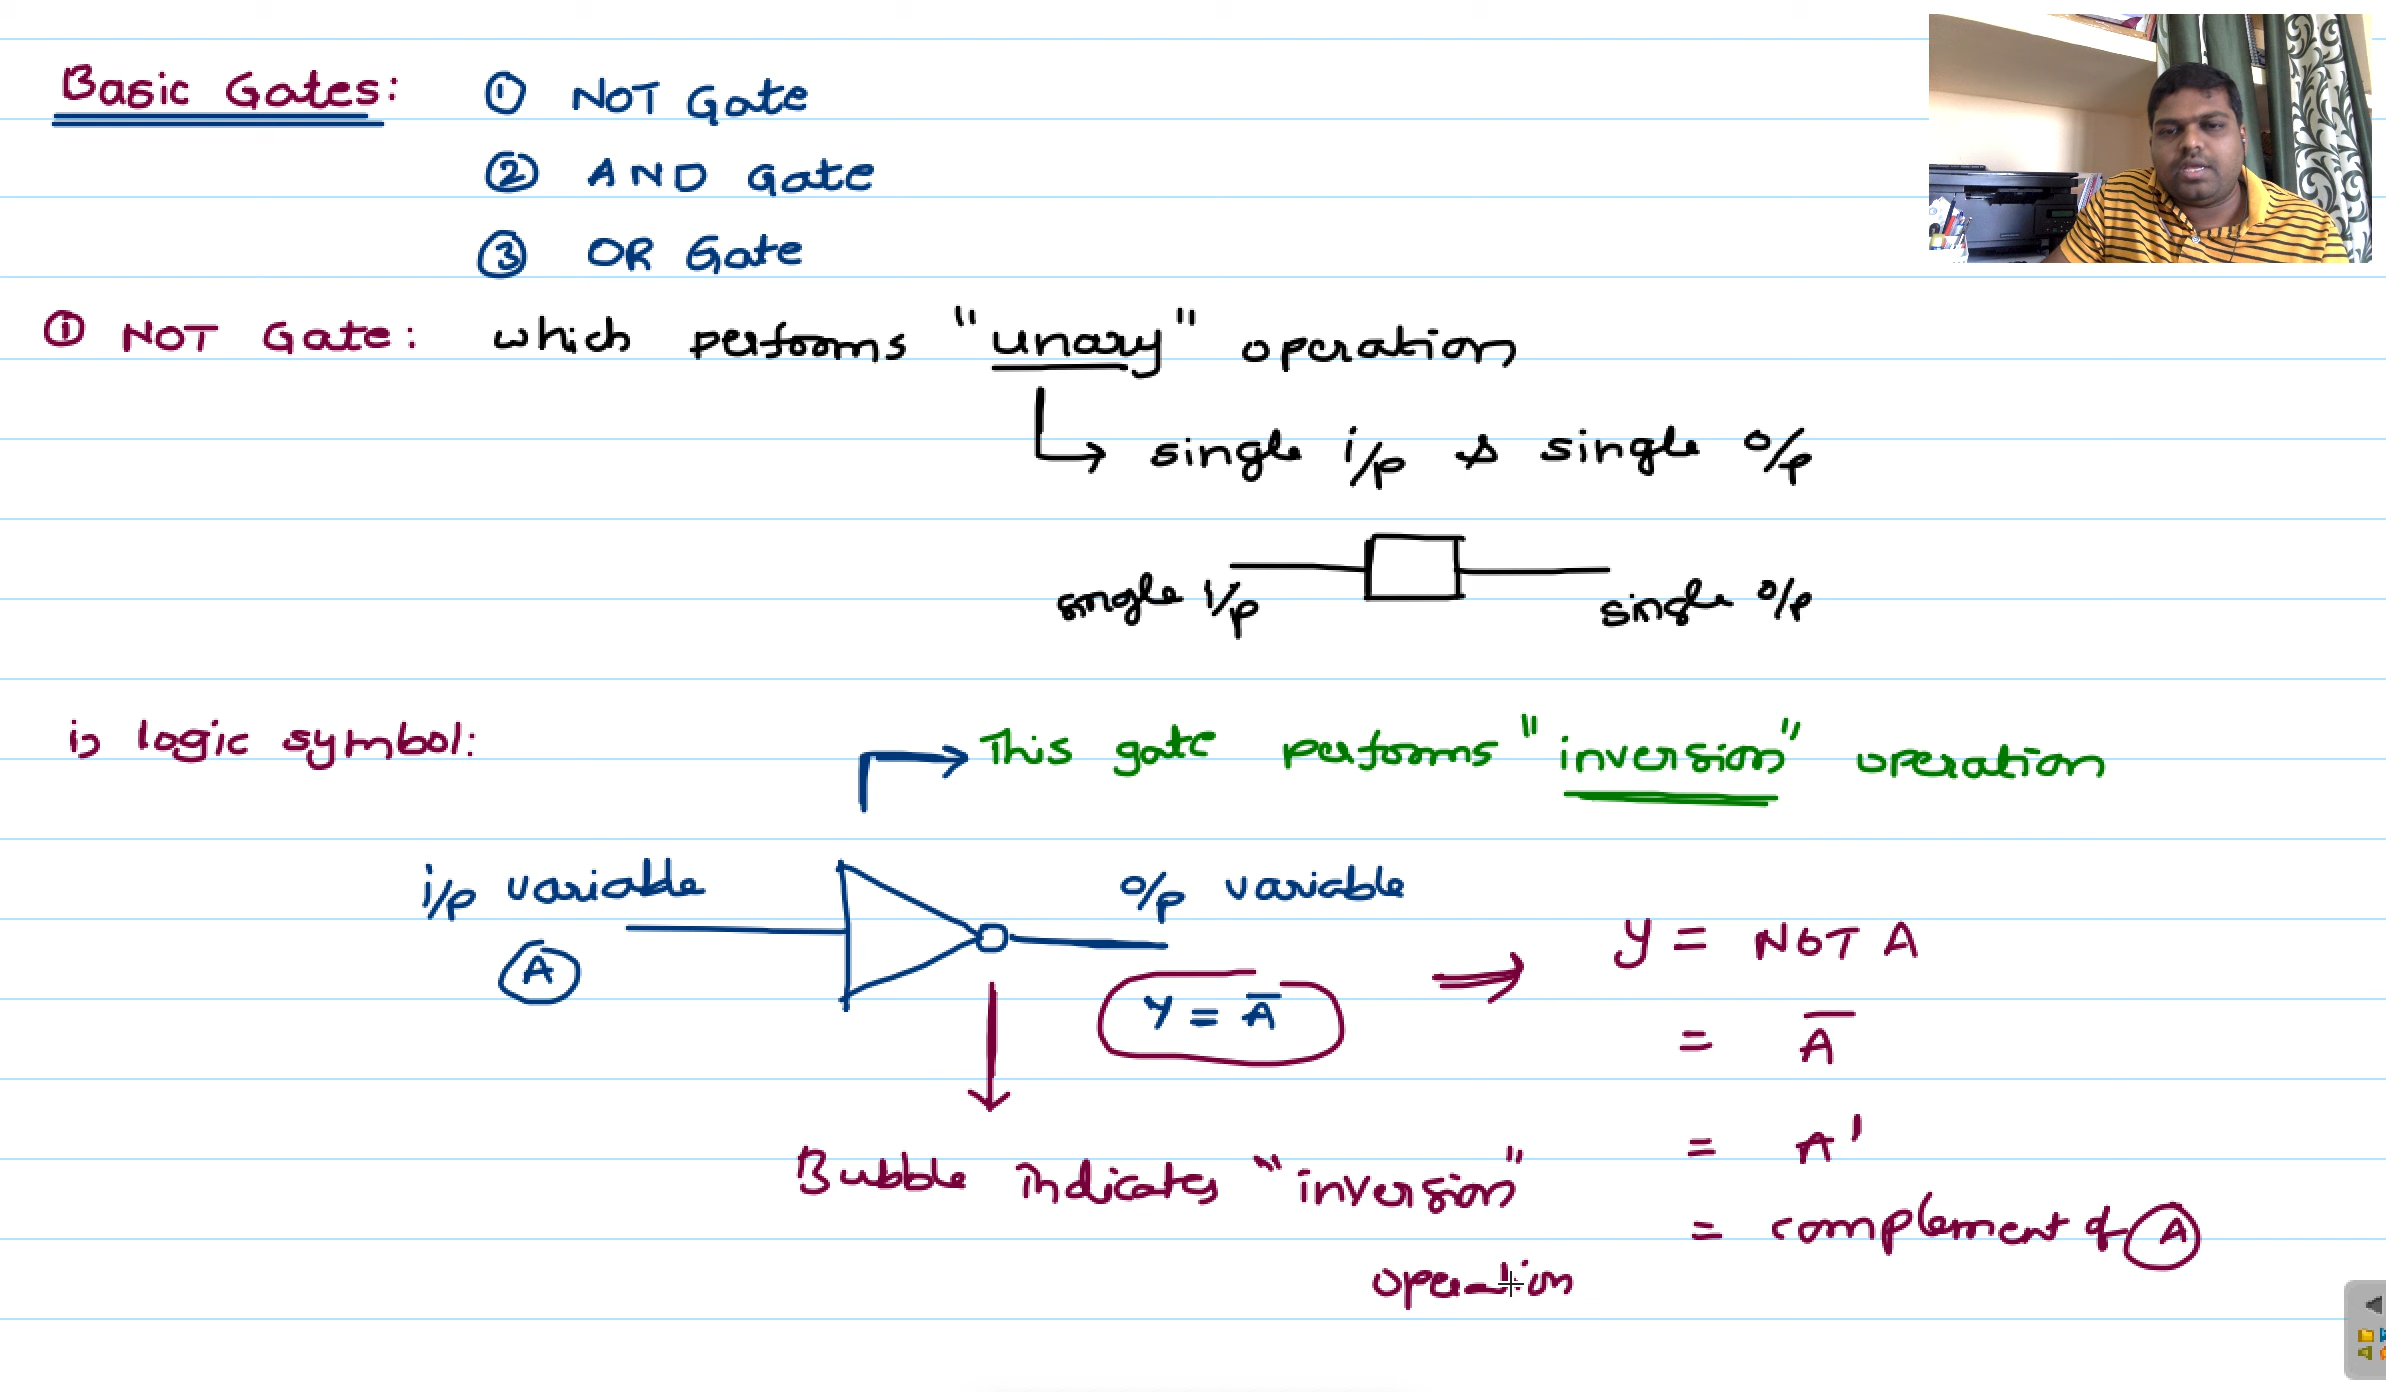 Basic Gates: ① NOT Gate
② AND Gate
③ OR Gate
① NOT Gate: which performs "unary" operation
↳ single i/p & single o/p
single i/p single o/p
i) logic symbol:
→ This gate performs "inversion" operation
i/p variable o/p variable
A
Y = A̅
⇒ Y = NOT A
= A̅
= A'
= complement of A
Bubble indicates "inversion"
operation